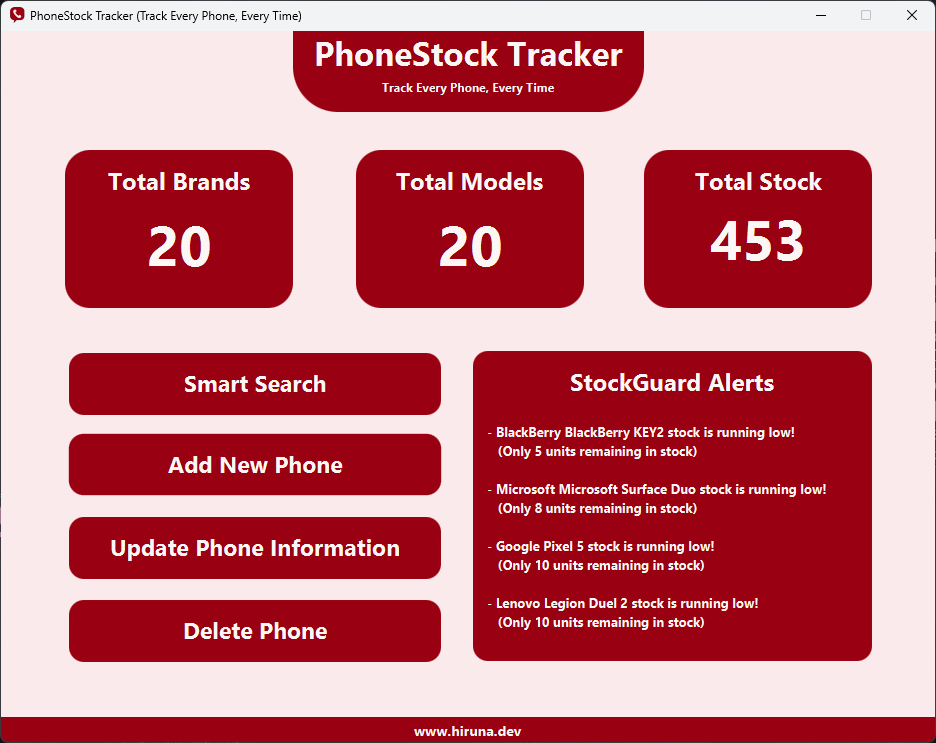 PhoneStock Tracker (Track Every Phone, Every Time)
PhoneStock Tracker
Track Every Phone, Every Time
Total Brands
20
Total Models
20
Total Stock
453
Smart Search
Add New Phone
Update Phone Information
Delete Phone
StockGuard Alerts
- BlackBerry BlackBerry KEY2 stock is running low!
(Only 5 units remaining in stock)
- Microsoft Microsoft Surface Duo stock is running low!
(Only 8 units remaining in stock)
- Google Pixel 5 stock is running low!
(Only 10 units remaining in stock)
- Lenovo Legion Duel 2 stock is running low!
(Only 10 units remaining in stock)
www.hiruna.dev